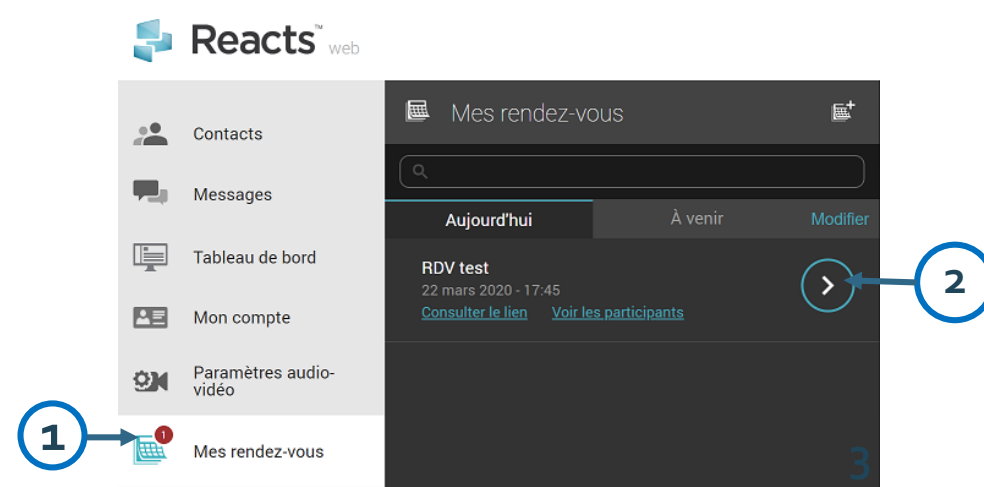 Reacts™ web
Contacts
Messages
Tableau de bord
Mon compte
Paramètres audio-
vidéo
1
1
Mes rendez-vous
Mes rendez-vous
Aujourd'hui
À venir
Modifier
RDV test
22 mars 2020 - 17:45
Consulter le lien
Voir les participants
2
3